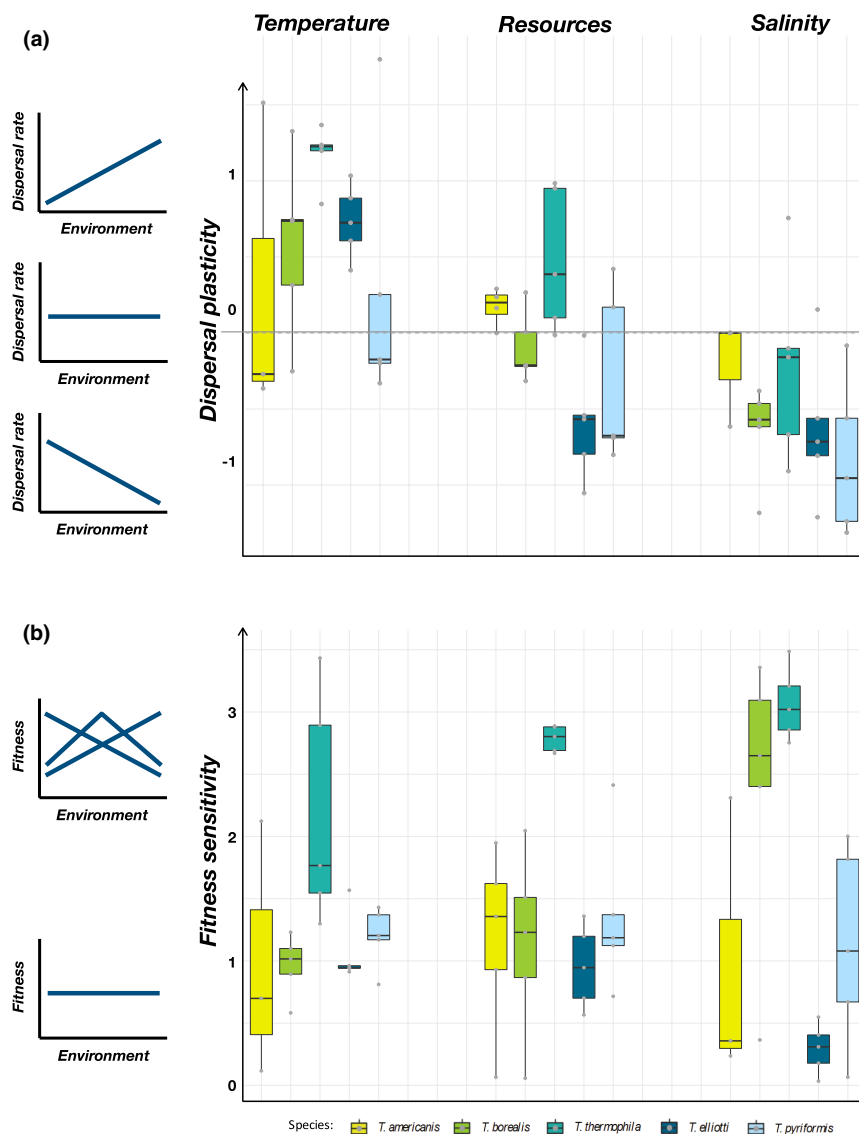 (a)
Temperature Resources Salinity
Dispersal rate
Environment
Dispersal rate
Environment
Dispersal rate
Environment
Dispersal plasticity
1
0
-1
(b)
Fitness
Environment
Fitness
Environment
Fitness sensitivity
3
2
1
0
Species: T. americanis T. borealis T. thermophila T. elliotti T. pyriformis